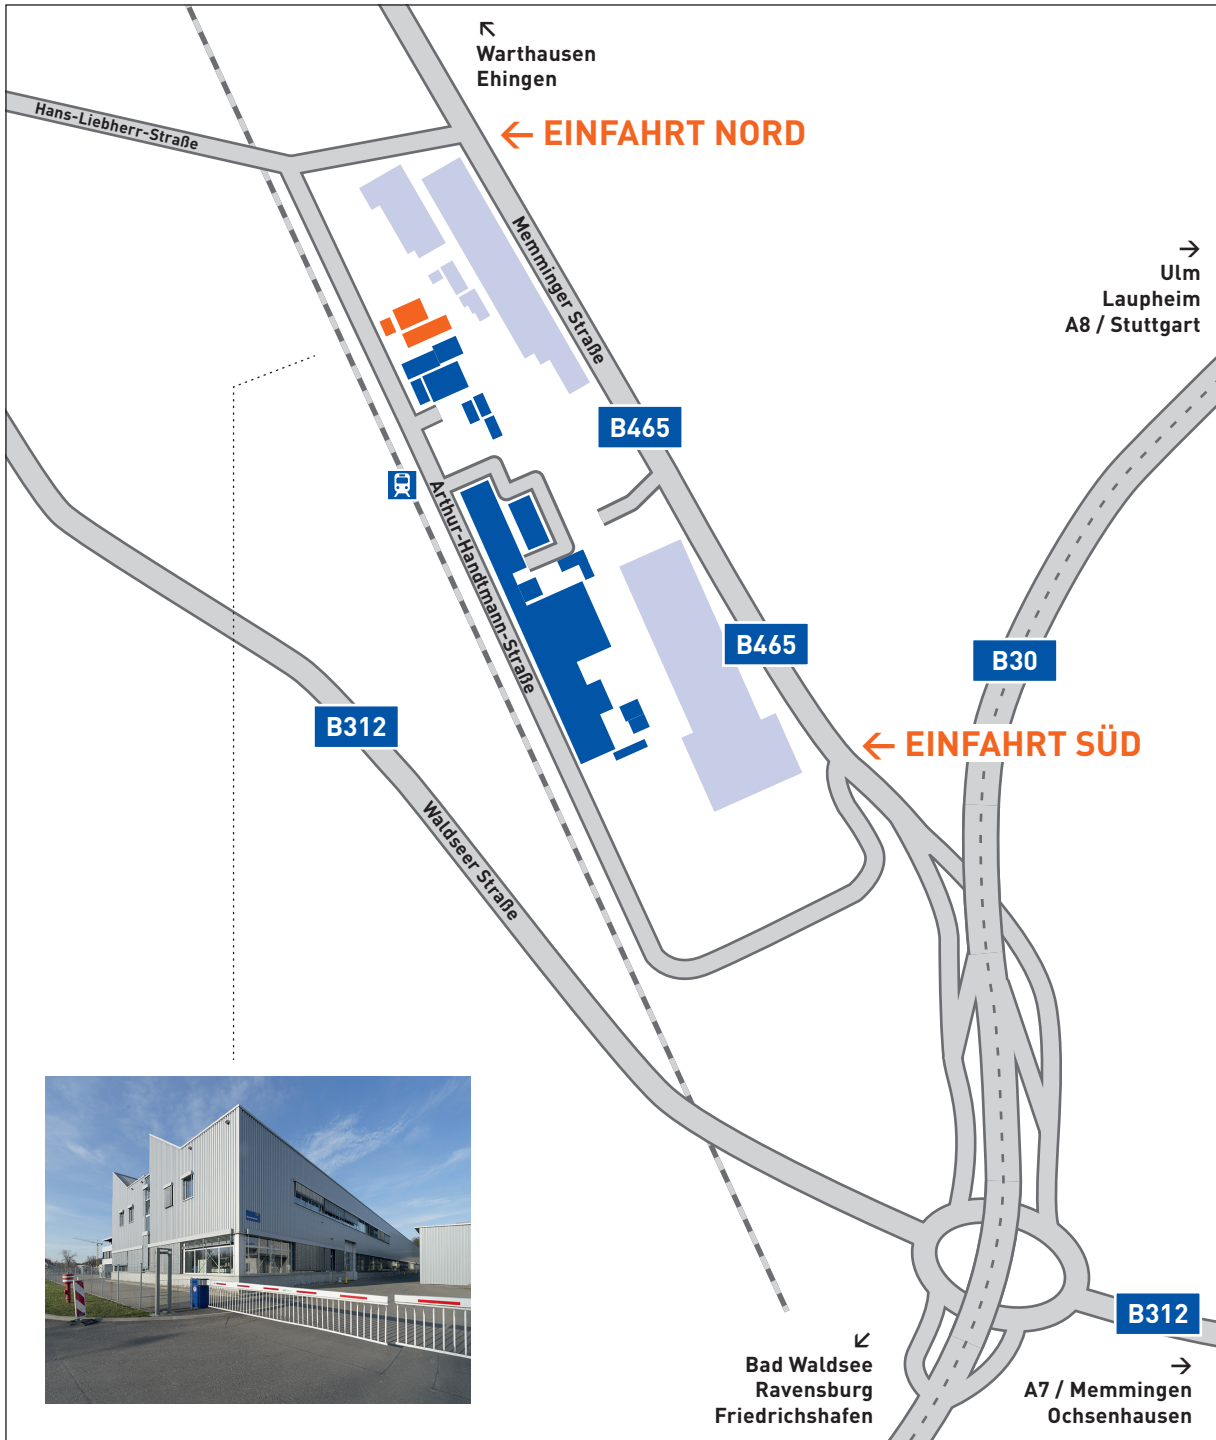 Warthausen
Ehingen
← EINFAHRT NORD
Hans-Liebherr-Straße
Memminger Straße
Ulm
Laupheim
A8 / Stuttgart
B465
Arthur-Handtmann-Straße
B465
B30
B312
← EINFAHRT SÜD
Waldseer Straße
B312
Bad Waldsee
Ravensburg
Friedrichshafen
A7 / Memmingen
Ochsenhausen